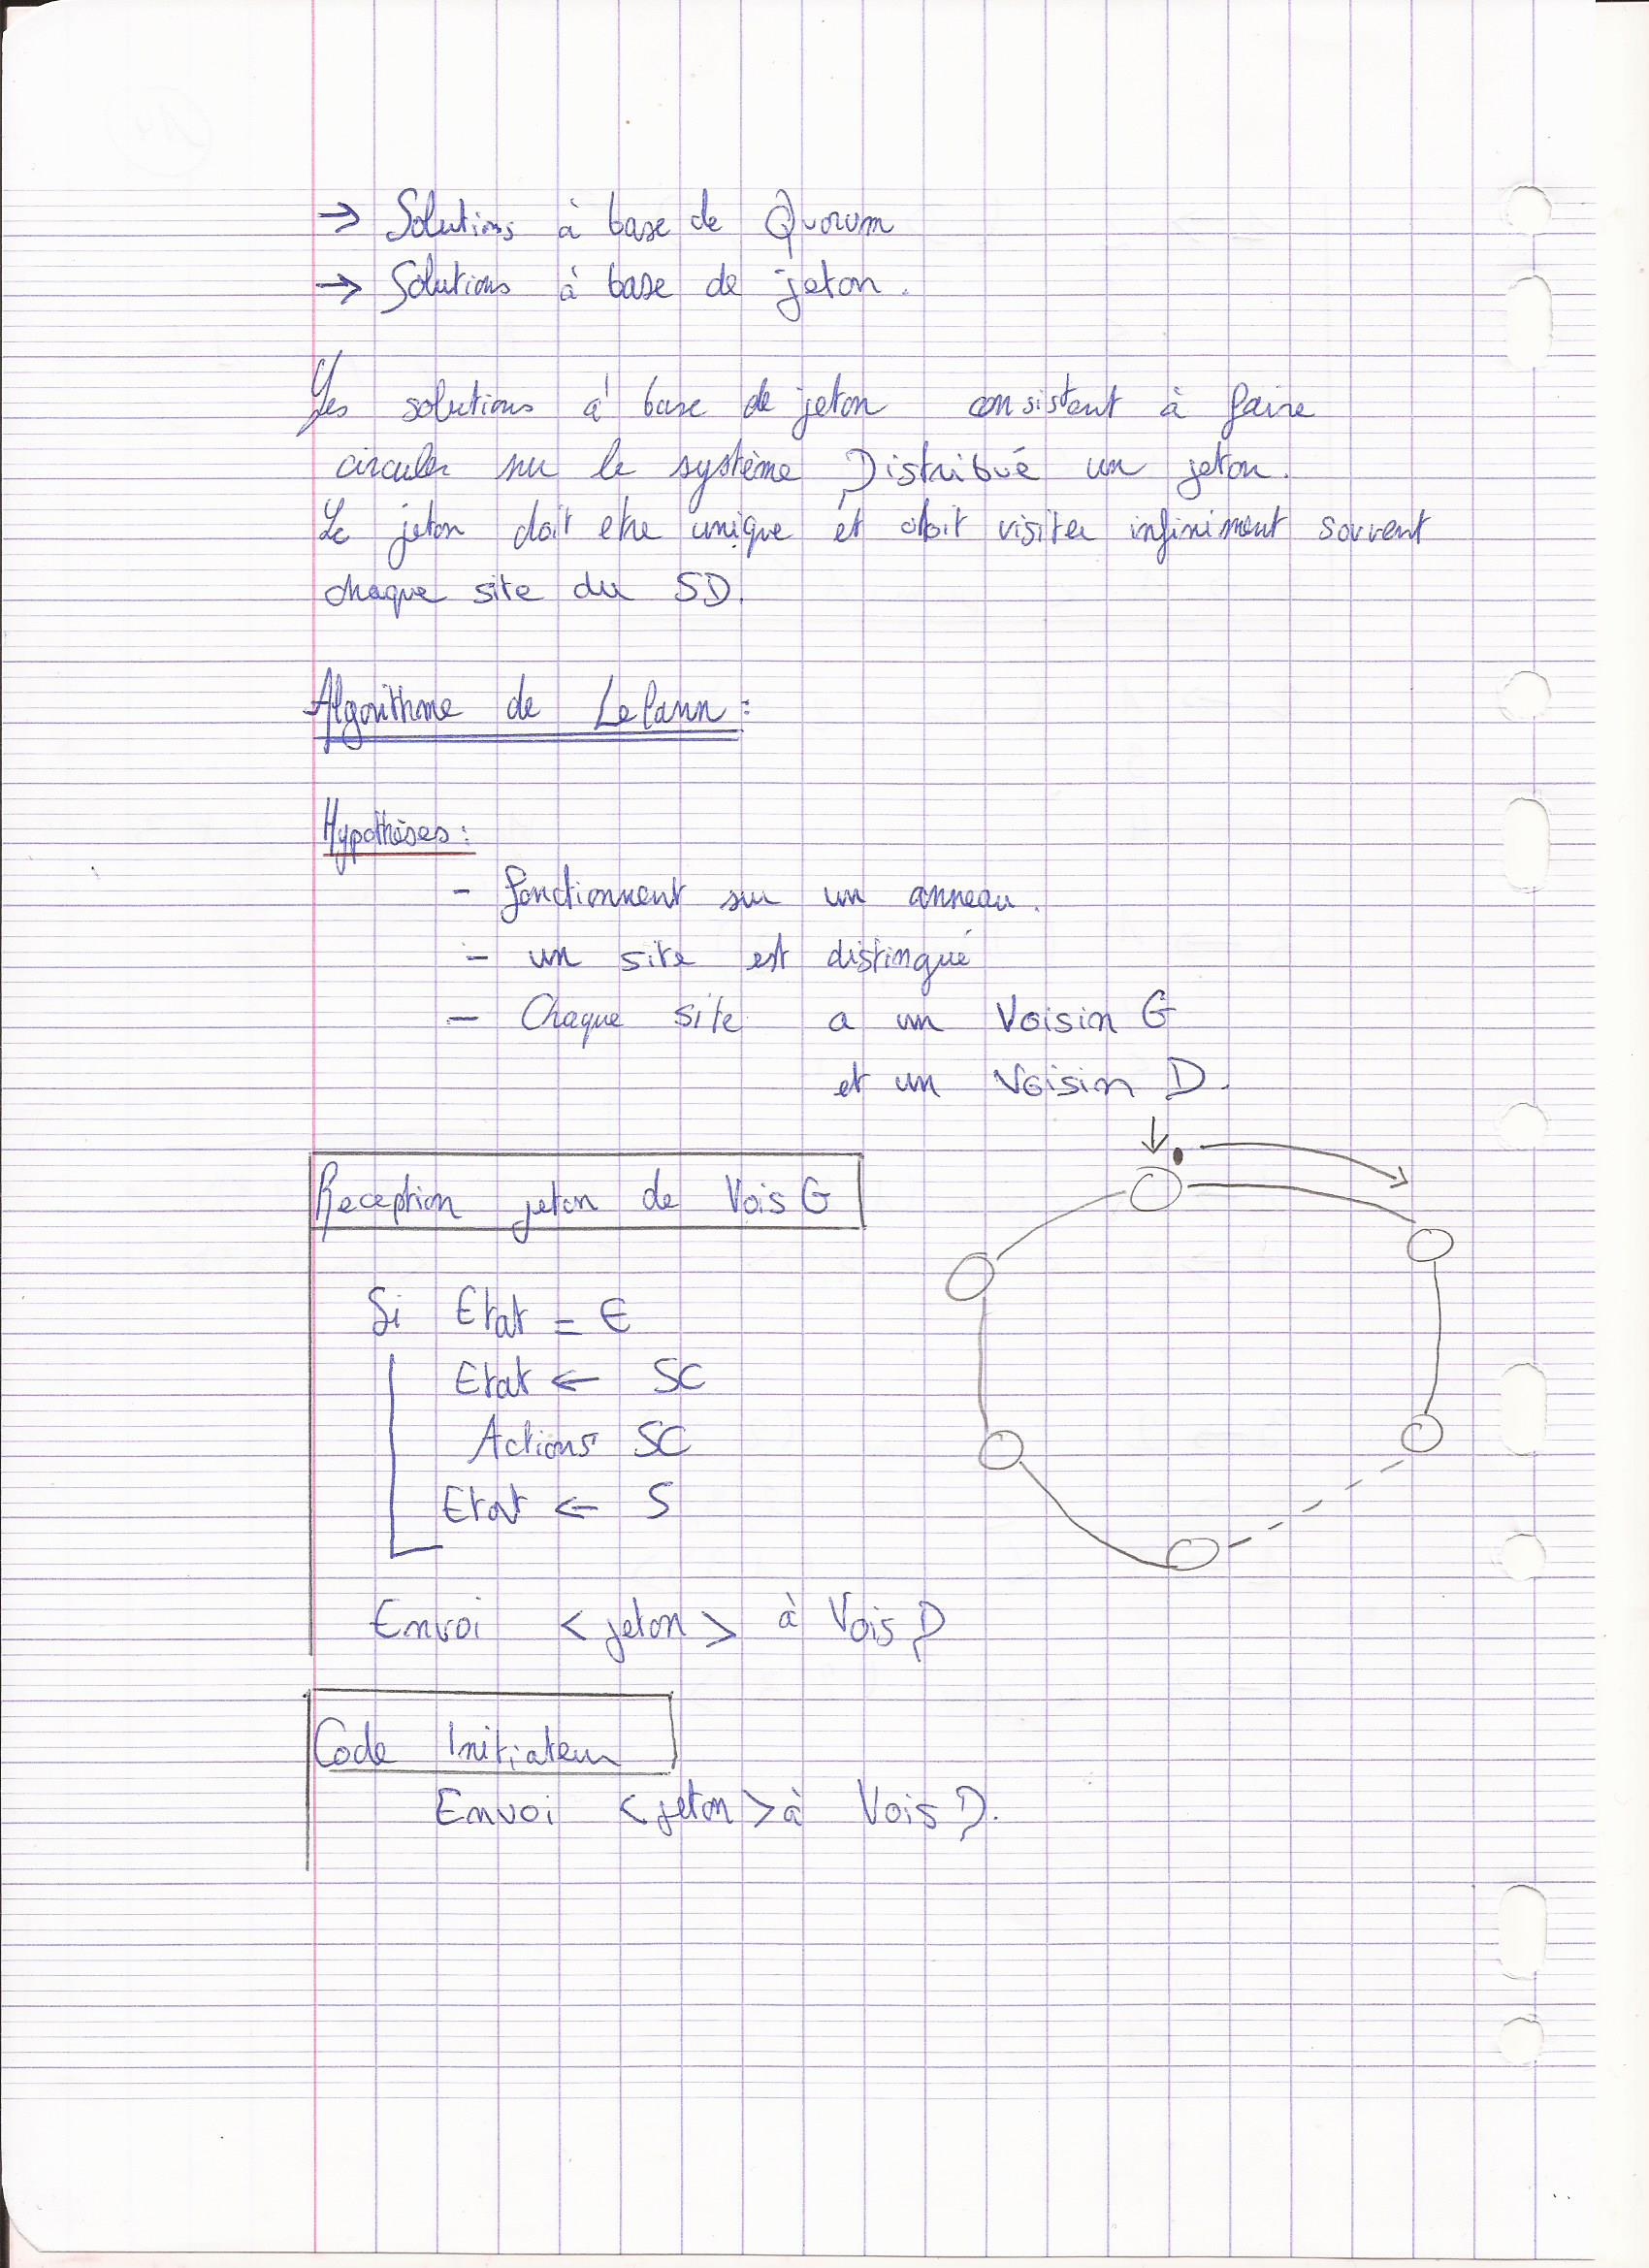 → Solutions à base de Quorum
→ Solutions à base de jeton.
Les solutions à base de jeton consistent à faire
circuler sur le système Distribué un jeton.
Le jeton doit etre unique et doit visiter infiniment souvent
chaque site du SD.
Algorithme de Lelann :
Hypothèses :
- fonctionnent sur un anneau.
- un site est distingué
- Chaque site a un Voisin G
et un Voisin D.
Reception jeton de Vois G
Si Etat = E
Etat ← SC
Actions SC
Etat ← S
Envoi < jeton > à Vois D
Code Initiateur
Envoi < jeton > à Vois D.